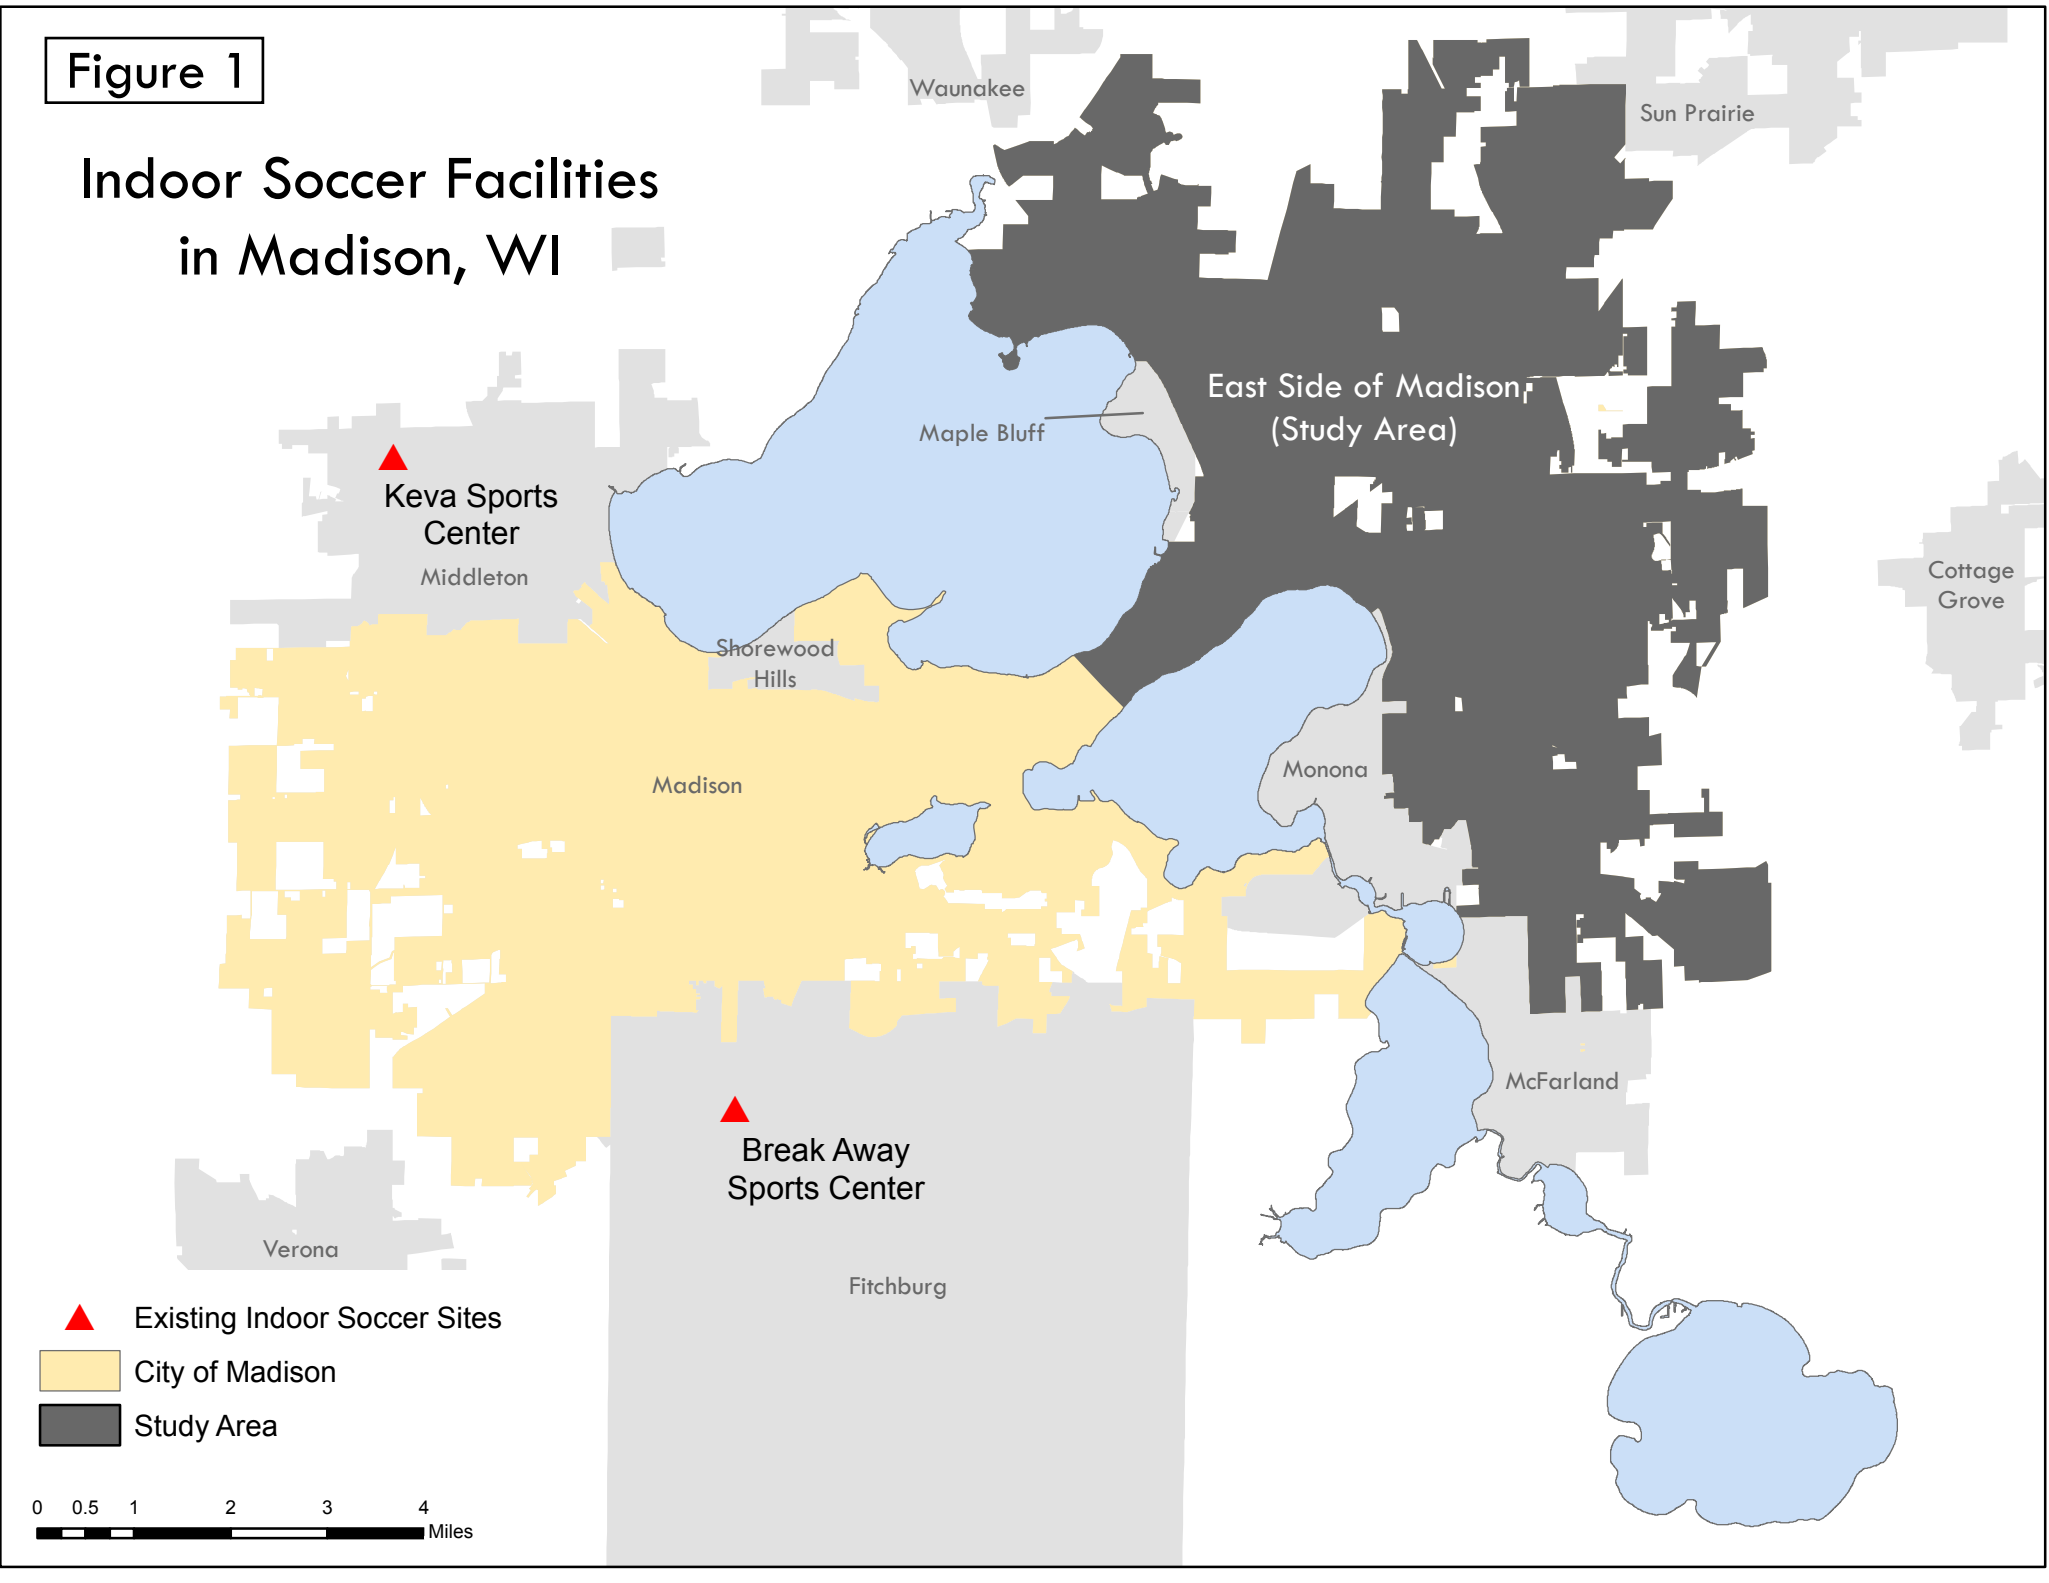 Figure 1
Indoor Soccer Facilities
in Madison, WI
Waunakee
Sun Prairie
East Side of Madison
(Study Area)
Maple Bluff
Keva Sports
Center
Middleton
Cottage
Grove
Shorewood
Hills
Madison
Monona
McFarland
Break Away
Sports Center
Verona
Fitchburg
Existing Indoor Soccer Sites
City of Madison
Study Area
0 0.5 1 2 3 4
Miles